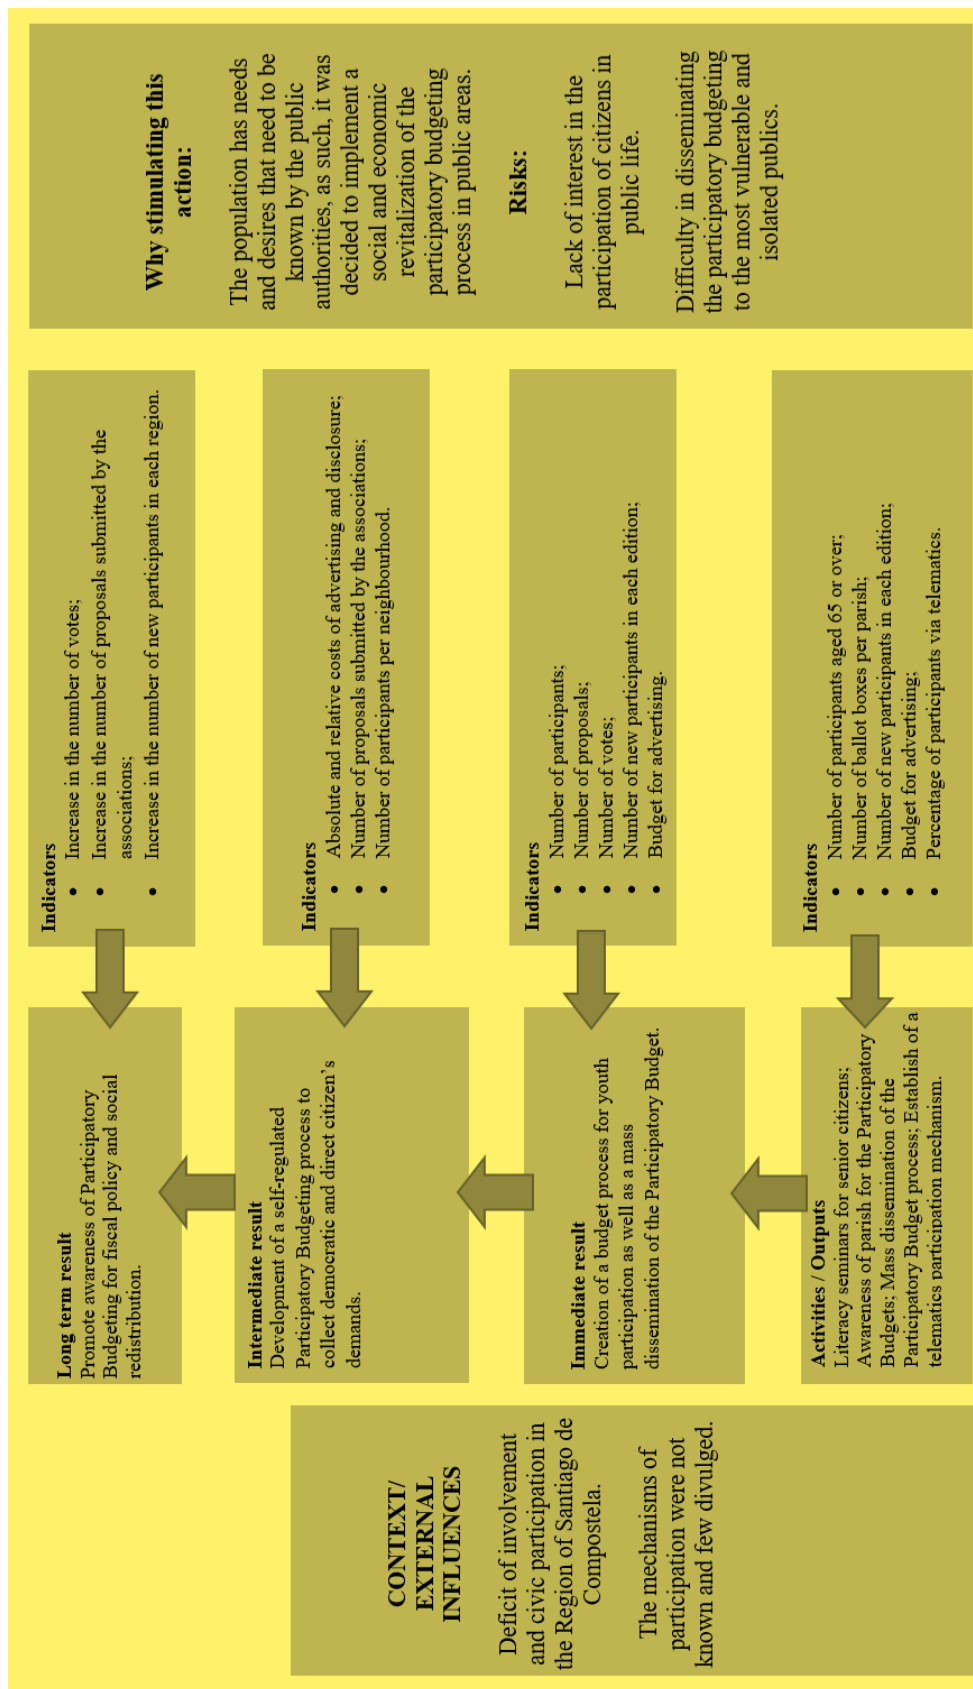 CONTEXT/
EXTERNAL
INFLUENCES
Deficit of involvement
and civic participation in
the Region of Santiago de
Compostela.
The mechanisms of
participation were not
known and few divulged.
Long term result
Promote awareness of Participatory
Budgeting for fiscal policy and social
redistribution.
Intermediate result
Development of a self-regulated
Participatory Budgeting process to
collect democratic and direct citizen’s
demands.
Immediate result
Creation of a budget process for youth
participation as well as a mass
dissemination of the Participatory Budget.
Activities / Outputs
Literacy seminars for senior citizens;
Awareness of parish for the Participatory
Budgets; Mass dissemination of the
Participatory Budget process; Establish of a
telematics participation mechanism.
Indicators
• Increase in the number of votes;
• Increase in the number of proposals submitted by the
associations;
• Increase in the number of new participants in each region.
Indicators
• Absolute and relative costs of advertising and disclosure;
• Number of proposals submitted by the associations;
• Number of participants per neighbourhood.
Indicators
• Number of participants;
• Number of proposals;
• Number of votes;
• Number of new participants in each edition;
• Budget for advertising.
Indicators
• Number of participants aged 65 or over;
• Number of ballot boxes per parish;
• Number of new participants in each edition;
• Budget for advertising;
• Percentage of participants via telematics.
Why stimulating this
action:
The population has needs
and desires that need to be
known by the public
authorities, as such, it was
decided to implement a
social and economic
revitalization of the
participatory budgeting
process in public areas.
Risks:
Lack of interest in the
participation of citizens in
public life.
Difficulty in disseminating
the participatory budgeting
to the most vulnerable and
isolated publics.